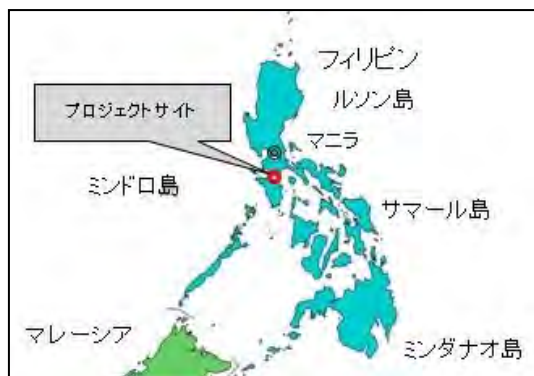 フィリピン
ルソン島
プロジェクトサイト
マニラ
ミンドロ島
サマール島
マレーシア
ミンダナオ島